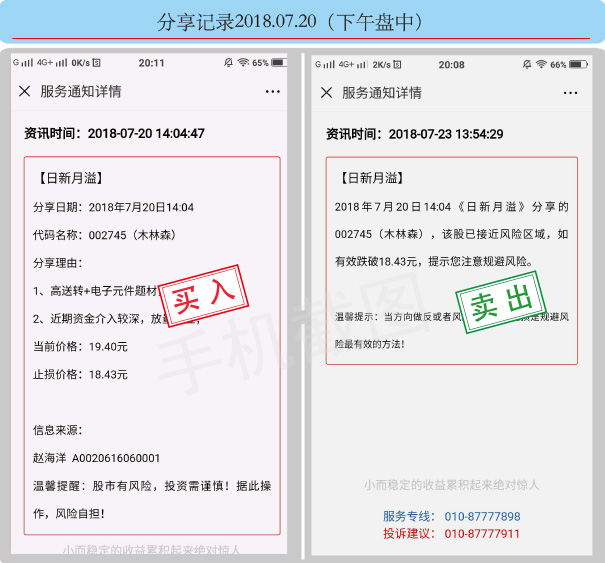 分享记录2018.07.20（下午盘中）
G 4G+ 0K/s 20:11 65%
服务通知详情
资讯时间：2018-07-20 14:04:47
【日新月溢】
分享日期：2018年7月20日14:04
代码名称：002745（木林森）
分享理由：
1、高送转+电子元件题材
2、近期资金介入较深，放
买入
当前价格：19.40元
止损价格：18.43元
信息来源：
赵海洋 A0020616060001
温馨提醒：股市有风险，投资需谨慎！据此操
作，风险自担！
小而稳定的收益累积起来绝对惊人
G 4G+ 2K/s 20:08 66%
服务通知详情
资讯时间：2018-07-23 13:54:29
【日新月溢】
2018年7月20日14:04《日新月溢》分享的
002745（木林森），该股已接近风险区域，如
有效跌破18.43元，提示您注意规避风险。
卖出
温馨提示：当方向做反或者风 是规避风
险最有效的方法！
小而稳定的收益累积起来绝对惊人
服务专线： 010-87777898
投诉建议： 010-87777911
手机截图